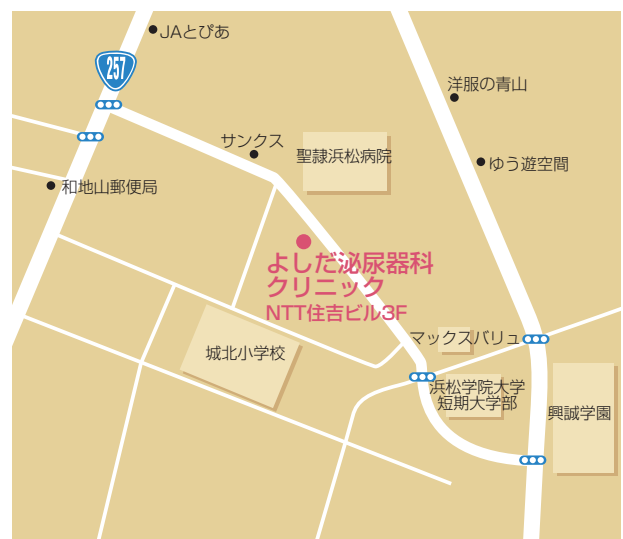 JAとぴあ
257
洋服の青山
サンクス
聖隷浜松病院
ゆう遊空間
和地山郵便局
よしだ泌尿器科
クリニック
NTT住吉ビル3F
マックスバリュ
城北小学校
浜松学院大学
短期大学部
興誠学園